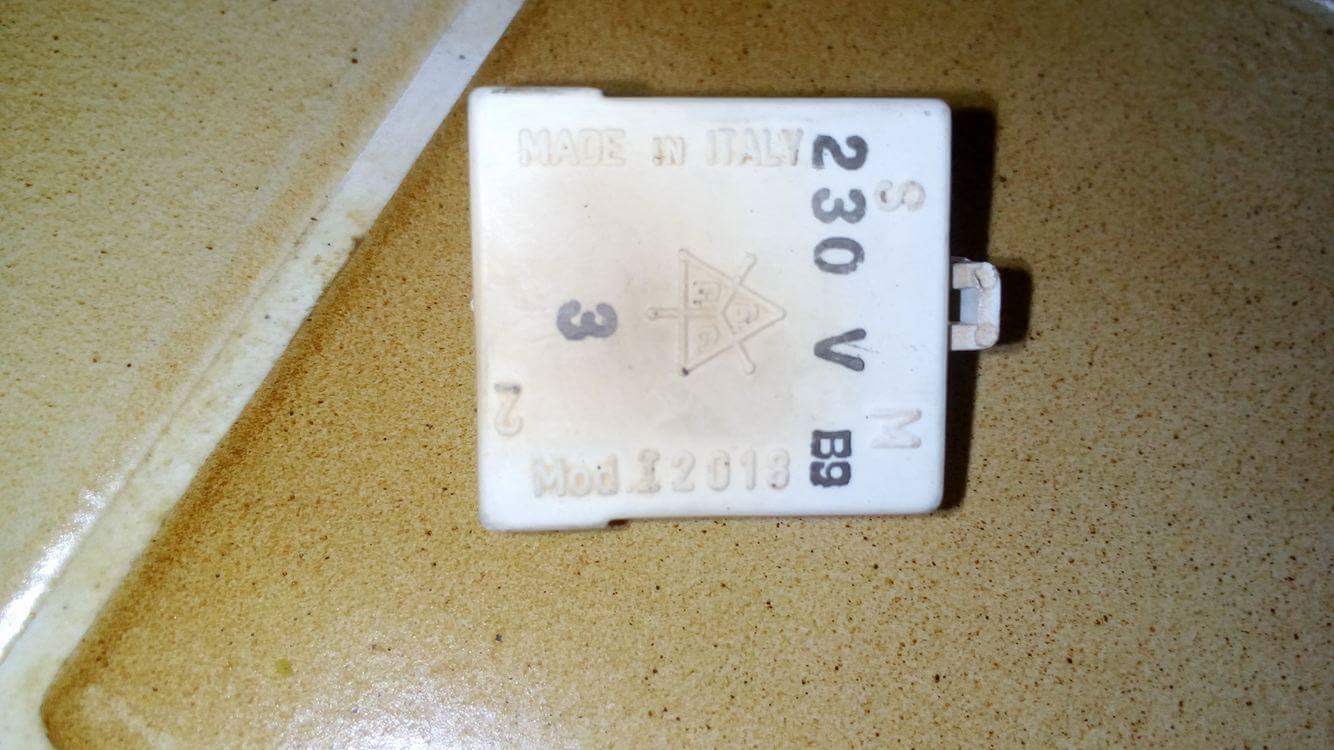 MADE IN ITALY
230 V B9
S M
3
2
Mod.I2018